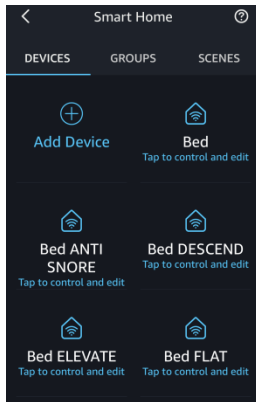 Smart Home
DEVICES GROUPS SCENES
Add Device
Bed
Tap to control and edit
Bed ANTI
SNORE
Tap to control and edit
Bed DESCEND
Tap to control and edit
Bed ELEVATE
Tap to control and edit
Bed FLAT
Tap to control and edit